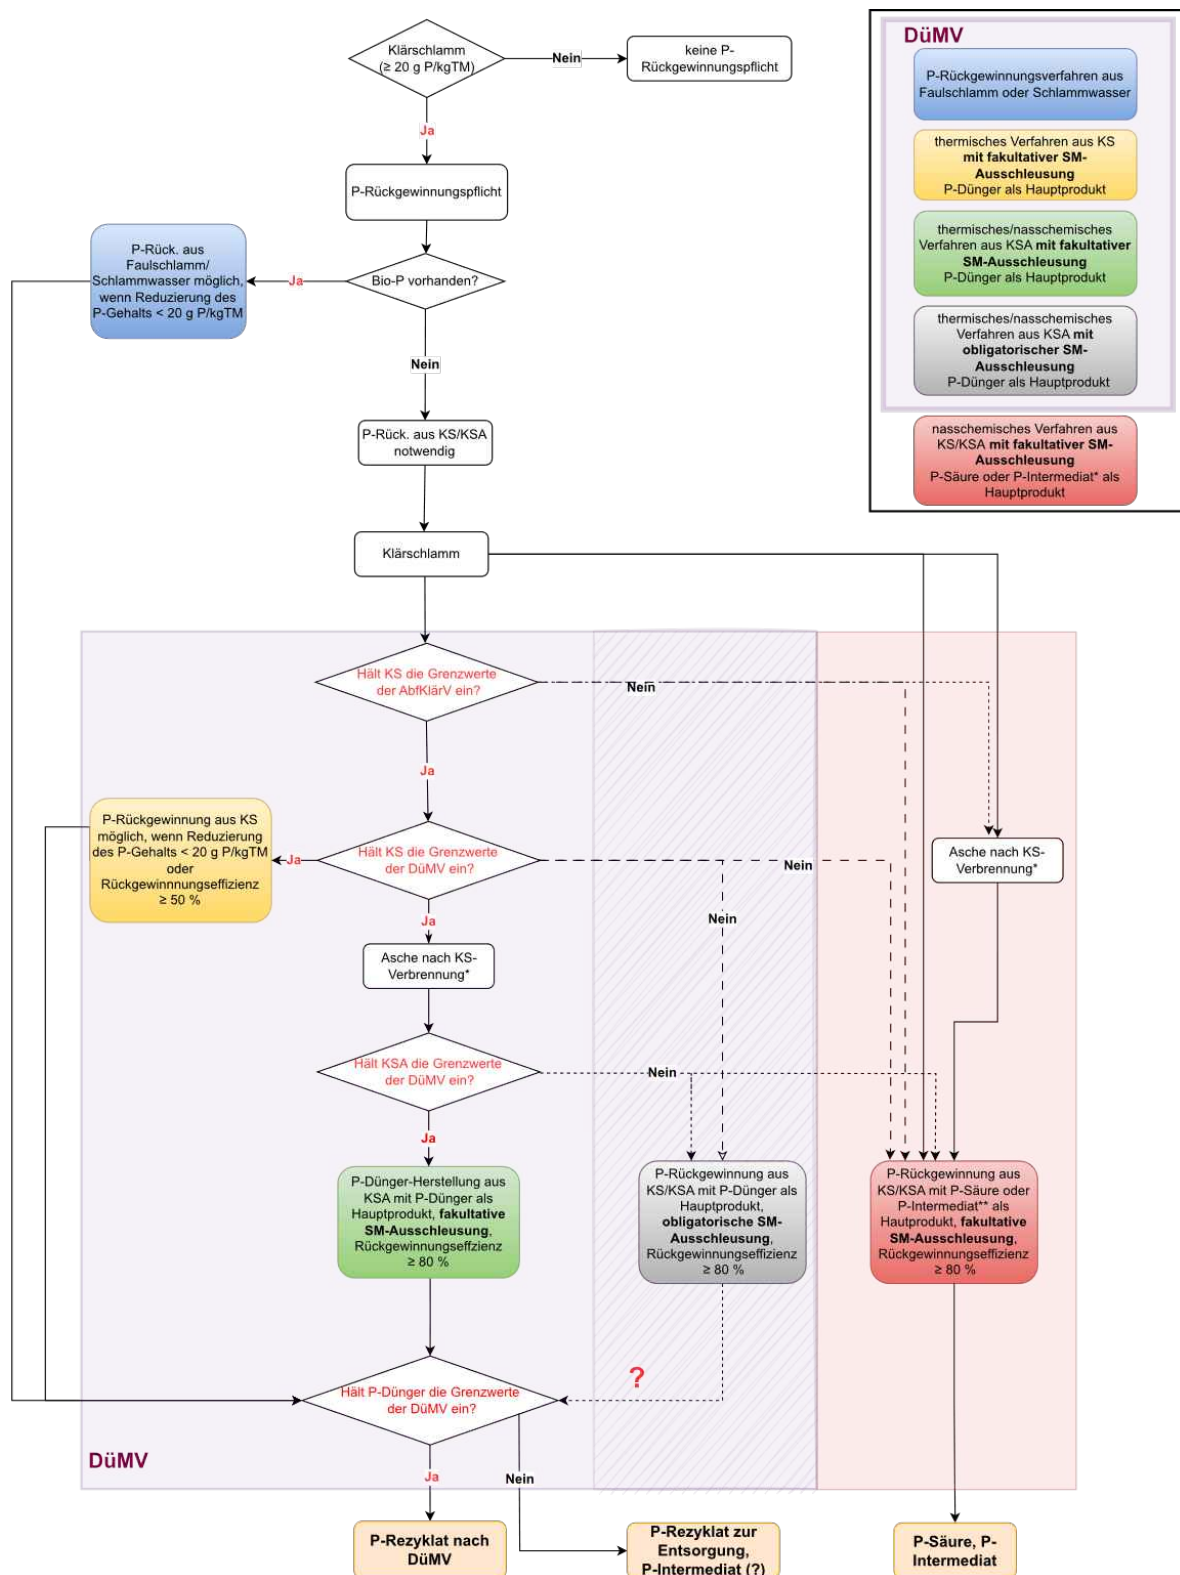 Klärschlamm
(≥ 20 g P/kgTM)
Nein
keine P-
Rückgewinnungspflicht
Ja
P-Rückgewinnungspflicht
Bio-P vorhanden?
Ja
P-Rück. aus
Faulschlamm/
Schlammwasser möglich,
wenn Reduzierung des
P-Gehalts < 20 g P/kgTM
Nein
P-Rück. aus KS/KSA
notwendig
Klärschlamm
DüMV
P-Rückgewinnungsverfahren aus
Faulschlamm oder Schlammwasser
thermisches Verfahren aus KS
mit fakultativer SM-
Ausschleusung
P-Dünger als Hauptprodukt
thermisches/nasschemisches
Verfahren aus KSA mit fakultativer
SM-Ausschleusung
P-Dünger als Hauptprodukt
thermisches/nasschemisches
Verfahren aus KSA mit
obligatorischer SM-
Ausschleusung
P-Dünger als Hauptprodukt
nasschemisches Verfahren aus
KS/KSA mit fakultativer SM-
Ausschleusung
P-Säure oder P-Intermediat* als
Hauptprodukt
Hält KS die Grenzwerte
der AbfKlärV ein?
Nein
Ja
P-Rückgewinnung aus KS
möglich, wenn Reduzierung
des P-Gehalts < 20 g P/kgTM
oder
Rückgewinnnungseffizienz
≥ 50 %
Ja
Hält KS die Grenzwerte
der DüMV ein?
Nein
Nein
Asche nach KS-
Verbrennung*
Ja
Asche nach KS-
Verbrennung*
Hält KSA die Grenzwerte
der DüMV ein?
Nein
Ja
P-Dünger-Herstellung aus
KSA mit P-Dünger als
Hauptprodukt, fakultative
SM-Ausschleusung,
Rückgewinnungseffzienz
≥ 80 %
P-Rückgewinnung aus
KS/KSA mit P-Dünger als
Hauptprodukt,
obligatorische SM-
Ausschleusung,
Rückgewinnungseffizienz
≥ 80 %
P-Rückgewinnung aus
KS/KSA mit P-Säure oder
P-Intermediat** als
Hautprodukt, fakultative
SM-Ausschleusung,
Rückgewinnungseffizienz
≥ 80 %
?
Hält P-Dünger die Grenzwerte
der DüMV ein?
DüMV
Ja
Nein
P-Rezyklat nach
DüMV
P-Rezyklat zur
Entsorgung,
P-Intermediat (?)
P-Säure, P-
Intermediat